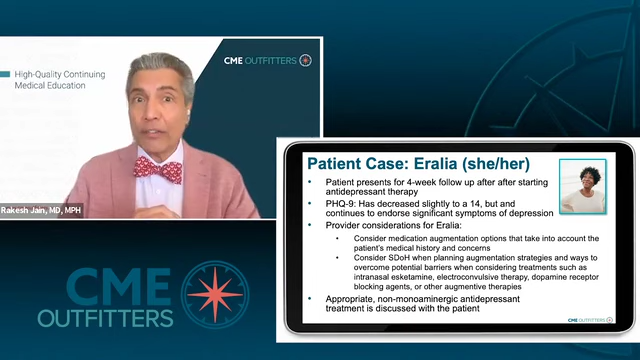 High-Quality Continuing
Medical Education
CME OUTFITTERS
Rakesh Jain, MD, MPH
CME
OUTFITTERS
Patient Case: Eralia (she/her)
• Patient presents for 4-week follow up after after starting
antidepressant therapy
• PHQ-9: Has decreased slightly to a 14, but and
continues to endorse significant symptoms of depression
• Provider considerations for Eralia:
• Consider medication augmentation options that take into account the
patient's medical history and concerns
• Consider SDoH when planning augmentation strategies and ways to
overcome potential barriers when considering treatments such as
intranasal esketamine, electroconvulsive therapy, dopamine receptor
blocking agents, or other augmentive therapies
• Appropriate, non-monoaminergic antidepressant
treatment is discussed with the patient
CME OUTFITTERS